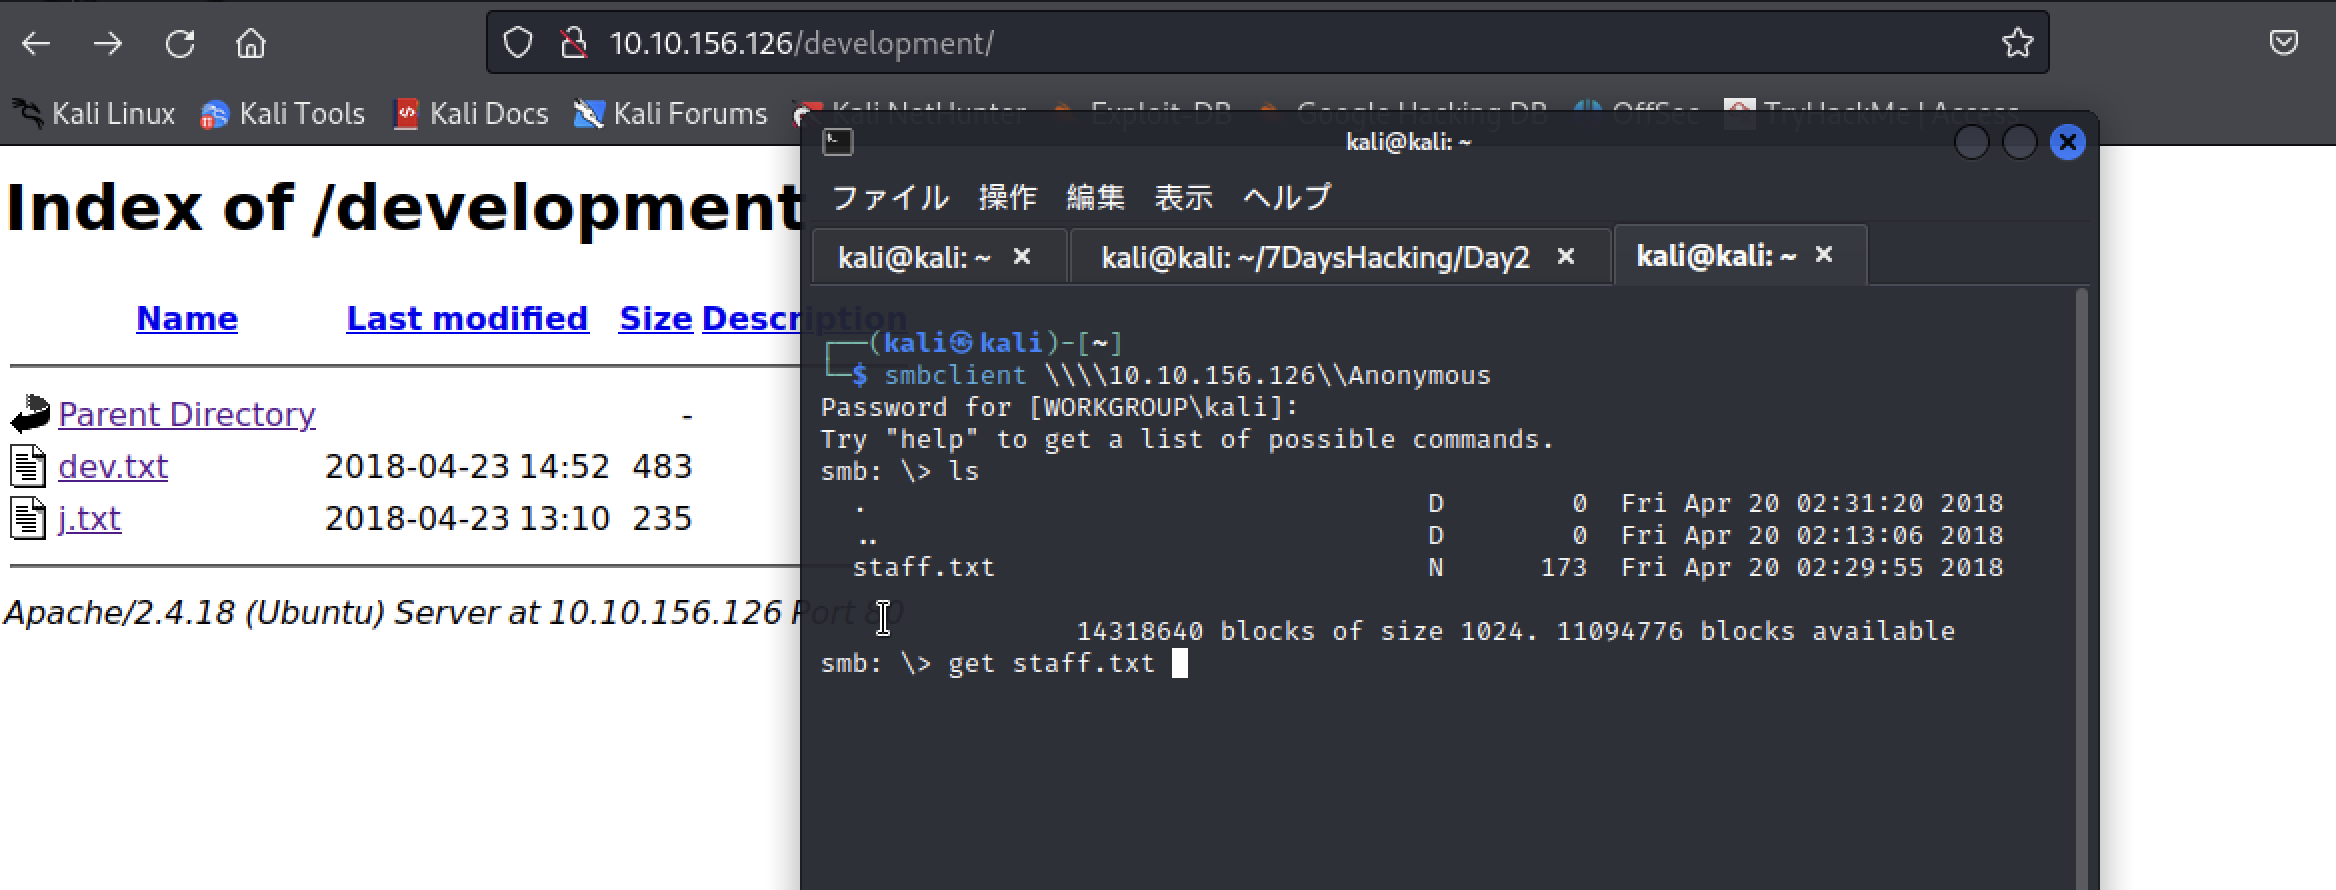 10.10.156.126/development/
Kali Linux Kali Tools Kali Docs Kali Forums Kali NetHunter Exploit-DB Google Hacking DB OffSec TryHackMe | Access
Index of /development
Name Last modified Size Description
Parent Directory -
dev.txt 2018-04-23 14:52 483
j.txt 2018-04-23 13:10 235
Apache/2.4.18 (Ubuntu) Server at 10.10.156.126 Port 80
kali@kali: ~
ファイル 操作 編集 表示 ヘルプ
kali@kali: ~ × kali@kali: ~/7DaysHacking/Day2 × kali@kali: ~ ×
┌──(kali㉿kali)-[~]
└─$ smbclient \\\\10.10.156.126\\Anonymous
Password for [WORKGROUP\kali]:
Try "help" to get a list of possible commands.
smb: \> ls
. D 0 Fri Apr 20 02:31:20 2018
.. D 0 Fri Apr 20 02:13:06 2018
staff.txt N 173 Fri Apr 20 02:29:55 2018
14318640 blocks of size 1024. 11094776 blocks available
smb: \> get staff.txt